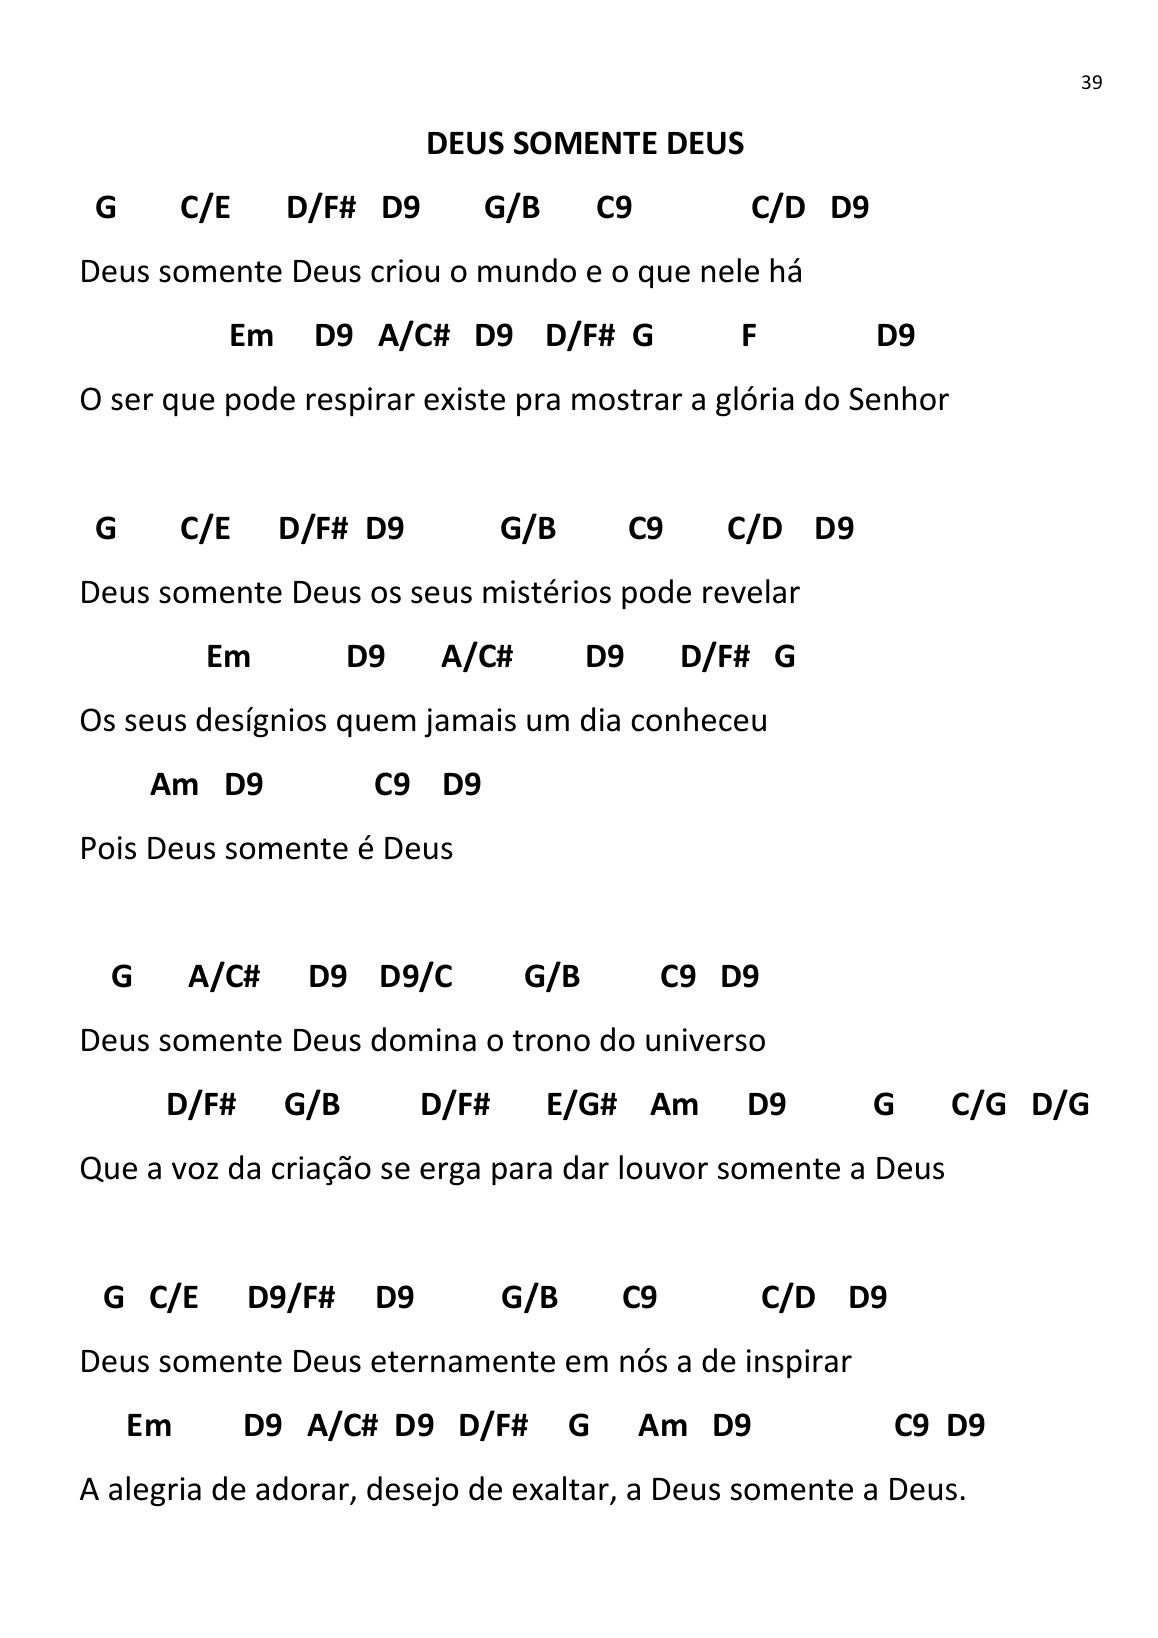 39
DEUS SOMENTE DEUS
G C/E D/F# D9 G/B C9 C/D D9
Deus somente Deus criou o mundo e o que nele há
Em D9 A/C# D9 D/F# G F D9
O ser que pode respirar existe pra mostrar a glória do Senhor
G C/E D/F# D9 G/B C9 C/D D9
Deus somente Deus os seus mistérios pode revelar
Em D9 A/C# D9 D/F# G
Os seus desígnios quem jamais um dia conheceu
Am D9 C9 D9
Pois Deus somente é Deus
G A/C# D9 D9/C G/B C9 D9
Deus somente Deus domina o trono do universo
D/F# G/B D/F# E/G# Am D9 G C/G D/G
Que a voz da criação se erga para dar louvor somente a Deus
G C/E D9/F# D9 G/B C9 C/D D9
Deus somente Deus eternamente em nós a de inspirar
Em D9 A/C# D9 D/F# G Am D9 C9 D9
A alegria de adorar, desejo de exaltar, a Deus somente a Deus.